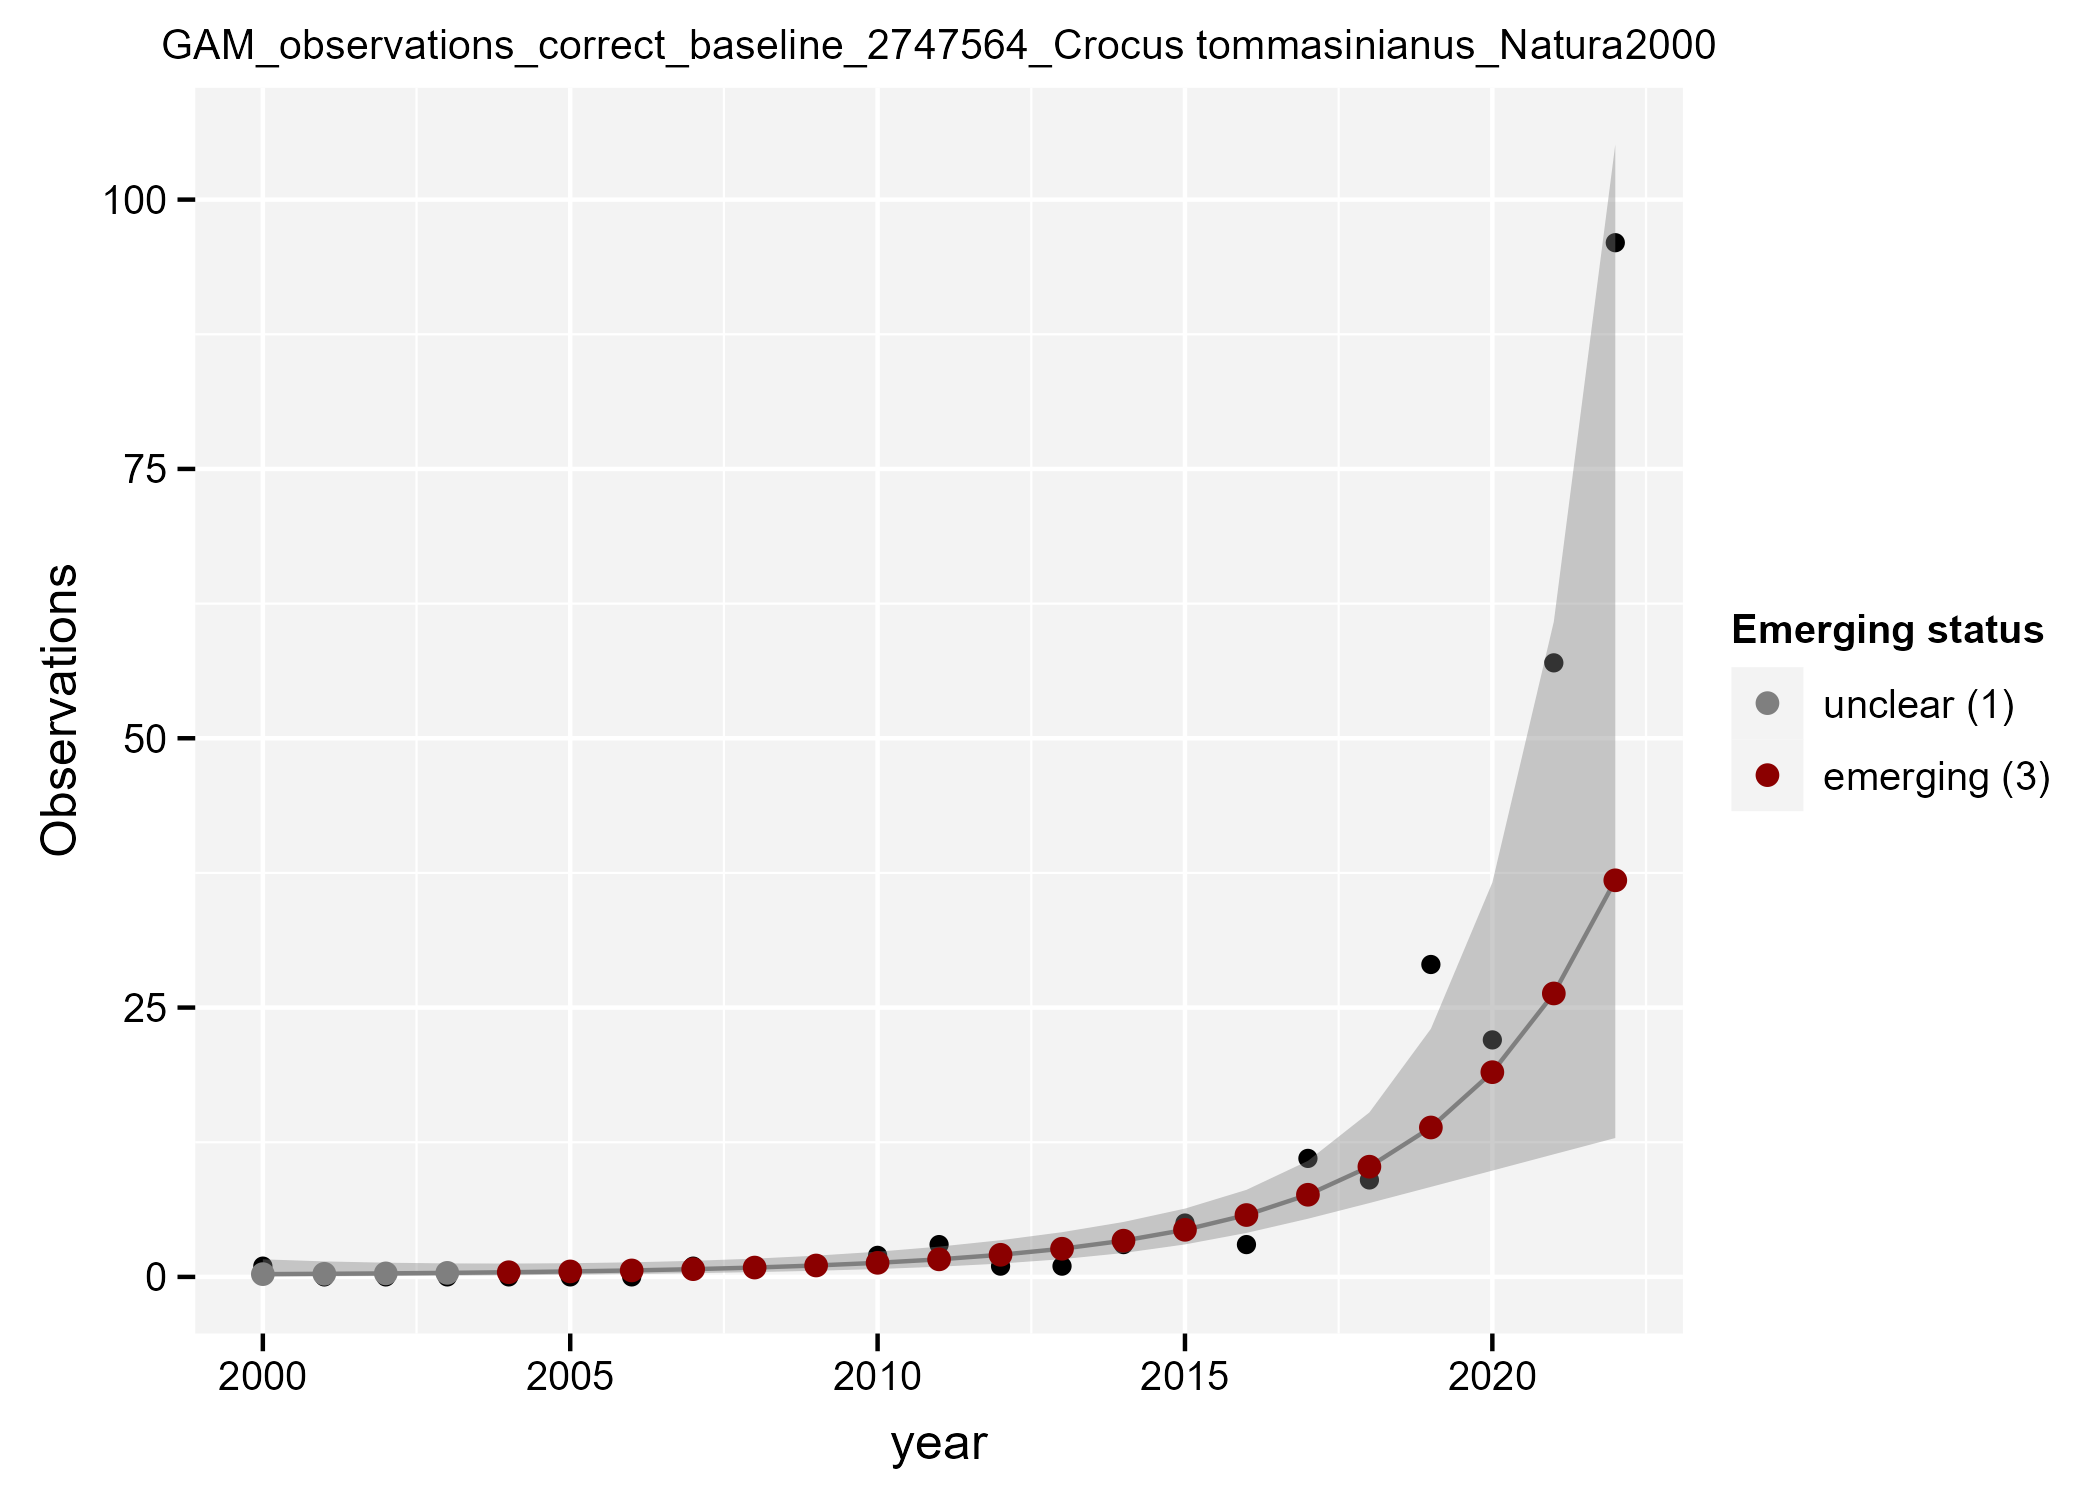 GAM_observations_correct_baseline_2747564_Crocus tommasinianus_Natura2000
100
75
50
25
0
Observations
2000 2005 2010 2015 2020
year
Emerging status
unclear (1)
emerging (3)